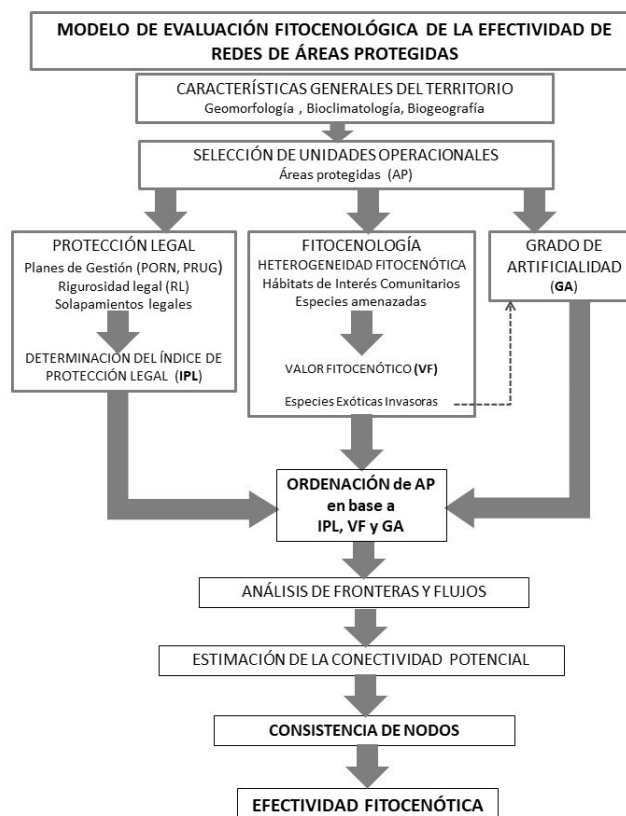 MODELO DE EVALUACIÓN FITOCENOLÓGICA DE LA EFECTIVIDAD DE
REDES DE ÁREAS PROTEGIDAS
CARACTERÍSTICAS GENERALES DEL TERRITORIO
Geomorfología , Bioclimatología, Biogeografía
SELECCIÓN DE UNIDADES OPERACIONALES
Áreas protegidas (AP)
PROTECCIÓN LEGAL
Planes de Gestión (PORN, PRUG)
Rigurosidad legal (RL)
Solapamientos legales
DETERMINACIÓN DEL ÍNDICE DE
PROTECCIÓN LEGAL (IPL)
FITOCENOLOGÍA
HETEROGENEIDAD FITOCENÓTICA
Hábitats de Interés Comunitarios
Especies amenazadas
VALOR FITOCENÓTICO (VF)
Especies Exóticas Invasoras
GRADO DE
ARTIFICIALIDAD
(GA)
ORDENACIÓN de AP
en base a
IPL, VF y GA
ANÁLISIS DE FRONTERAS Y FLUJOS
ESTIMACIÓN DE LA CONECTIVIDAD POTENCIAL
CONSISTENCIA DE NODOS
EFECTIVIDAD FITOCENÓTICA